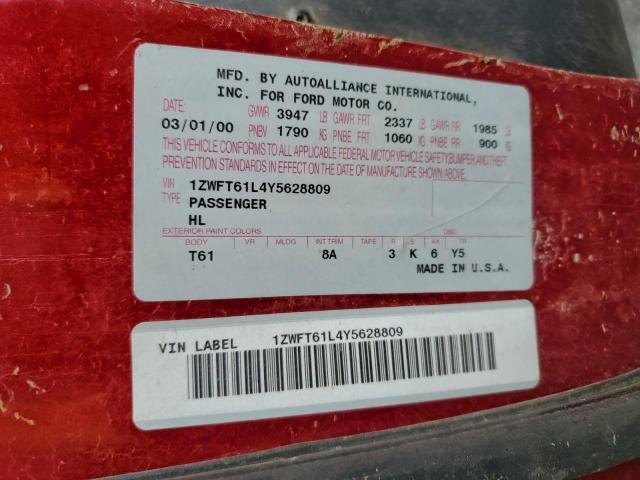 MFD. BY AUTOALLIANCE INTERNATIONAL,
INC. FOR FORD MOTOR CO.
DATE: GVWR 3947 LB GAWR FRT 2337 LB GAWR RR 1985 LB
03/01/00 PNBV 1790 KG PNBE FRT 1060 KG PNBE RR 900 KG
THIS VEHICLE CONFORMS TO ALL APPLICABLE FEDERAL MOTOR VEHICLE SAFETY,BUMPER,AND THEFT
PREVENTION STANDARDS IN EFFECT ON THE DATE OF MANUFACTURE SHOWN ABOVE.
VIN 1ZWFT61L4Y5628809
TYPE PASSENGER
HL
EXTERIOR PAINT COLORS DSO
BODY VR MLDG INT TRIM TAPE R S AX TR
T61 8A 3 K 6 Y5
MADE IN U.S.A.
VIN LABEL 1ZWFT61L4Y5628809